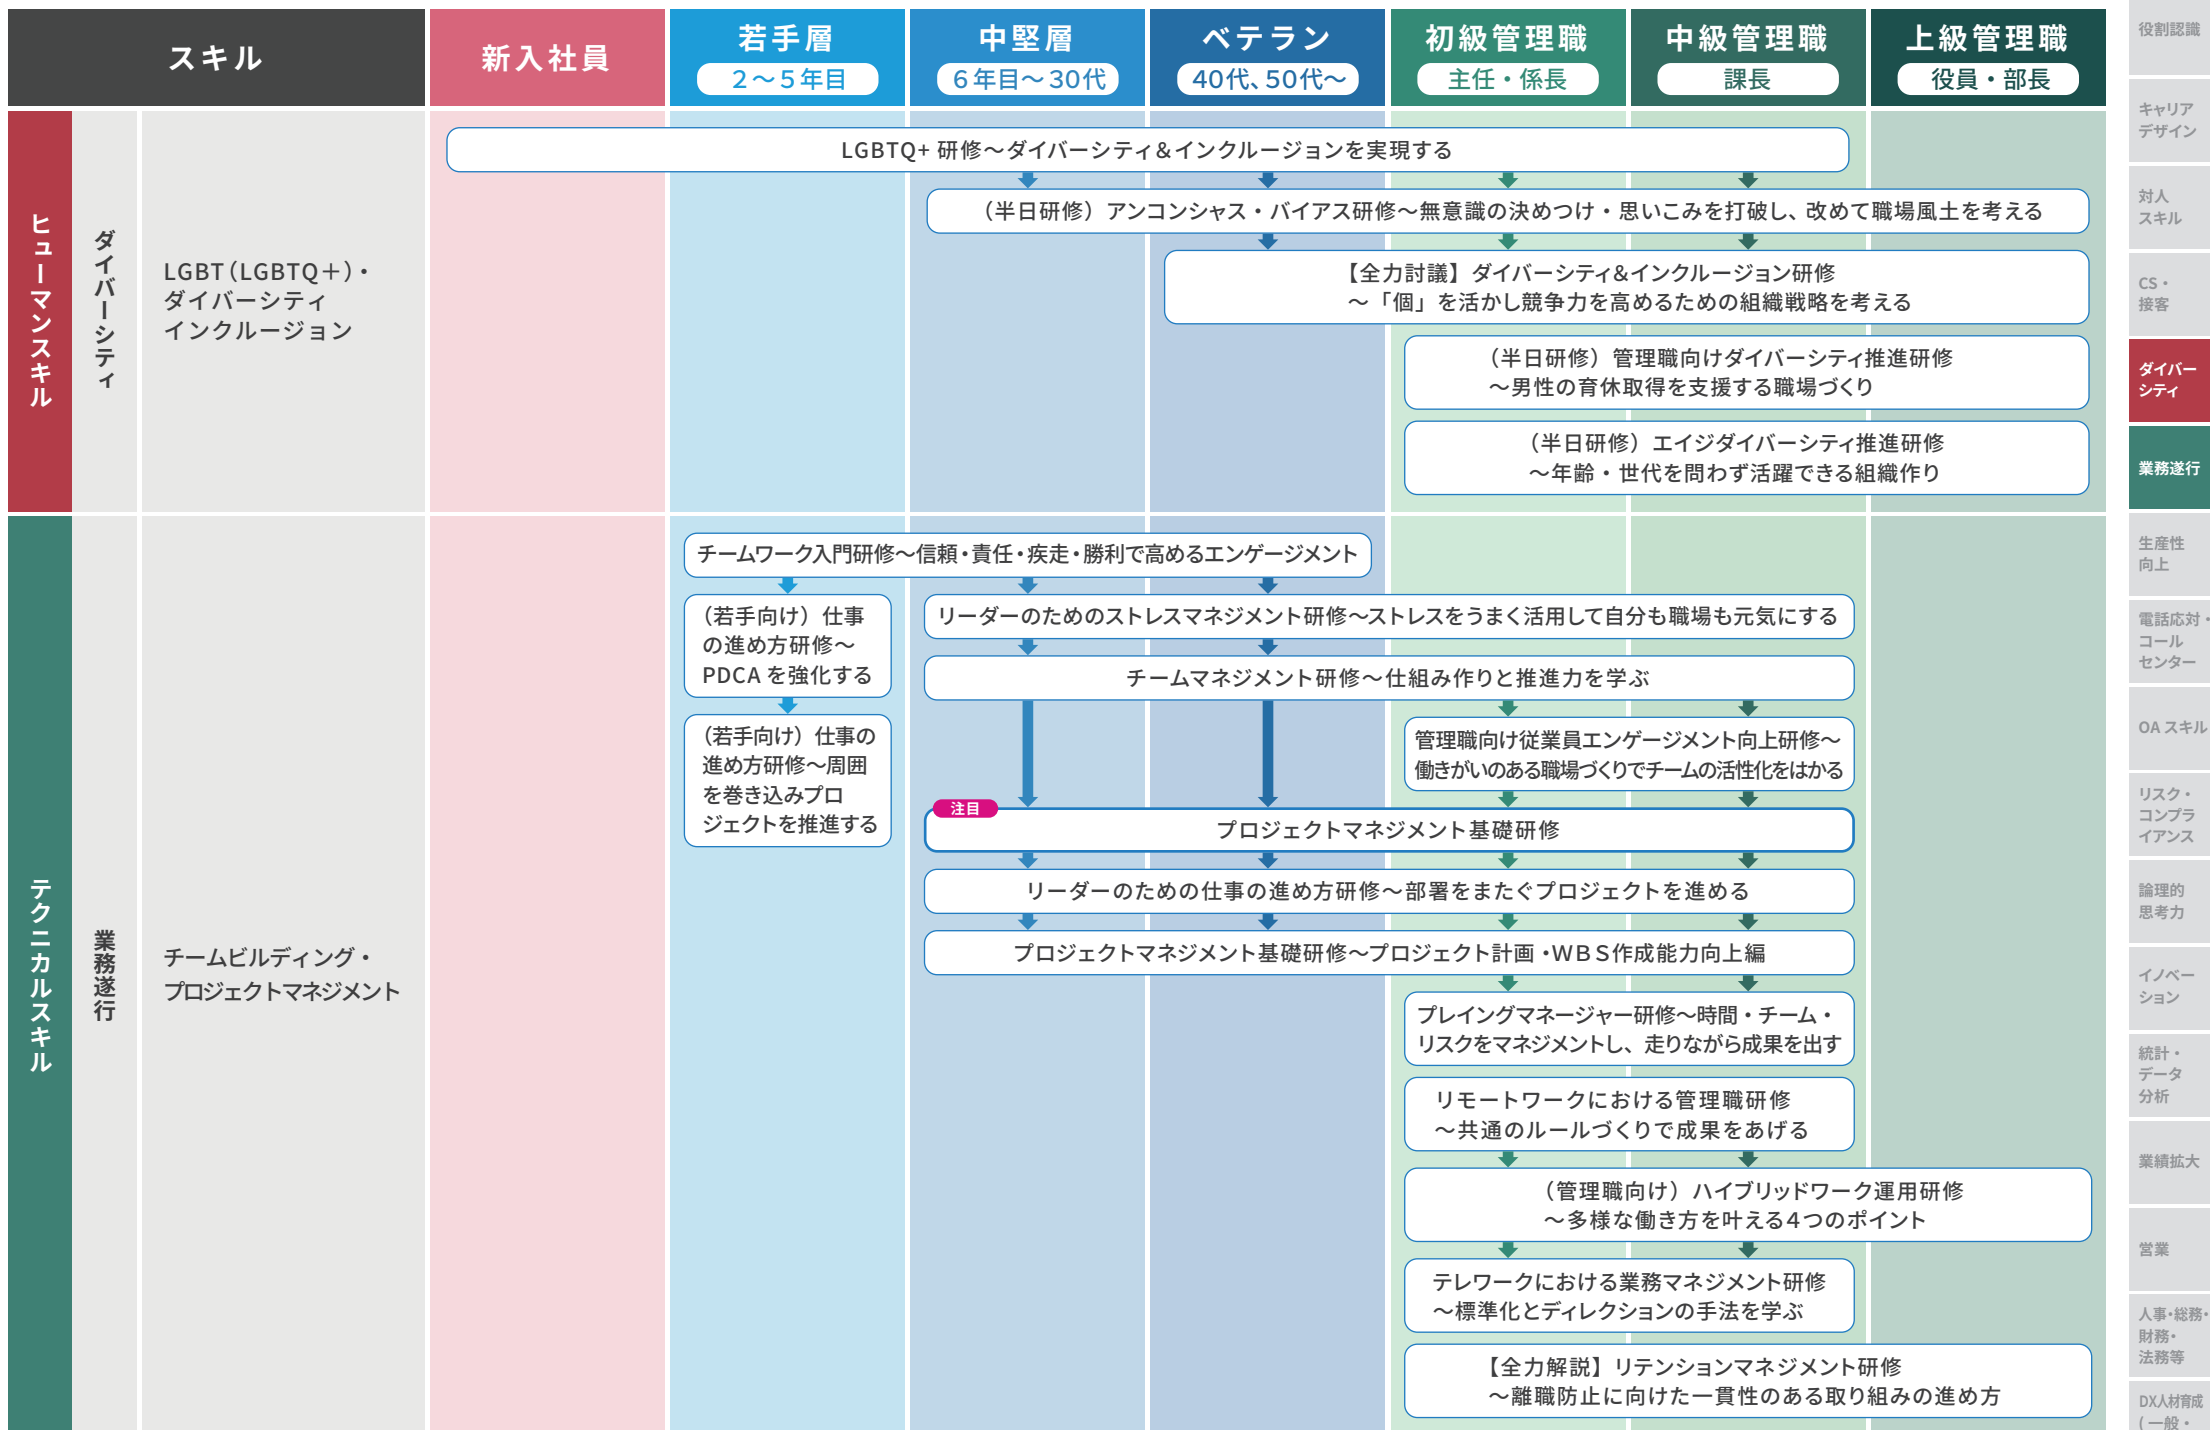 スキル
新入社員
若手層
2～5年目
中堅層
6年目～30代
ベテラン
40代、50代～
初級管理職
主任・係長
中級管理職
課長
上級管理職
役員・部長
ヒューマンスキル
ダイバーシティ
LGBT（LGBTQ＋）・
ダイバーシティ
インクルージョン
LGBTQ+ 研修～ダイバーシティ＆インクルージョンを実現する
（半日研修）アンコンシャス・バイアス研修～無意識の決めつけ・思いこみを打破し、改めて職場風土を考える
【全力討議】ダイバーシティ&インクルージョン研修
～「個」を活かし競争力を高めるための組織戦略を考える
（半日研修）管理職向けダイバーシティ推進研修
～男性の育休取得を支援する職場づくり
（半日研修）エイジダイバーシティ推進研修
～年齢・世代を問わず活躍できる組織作り
テクニカルスキル
業務遂行
チームビルディング・
プロジェクトマネジメント
チームワーク入門研修～信頼・責任・疾走・勝利で高めるエンゲージメント
（若手向け）仕事
の進め方研修～
PDCA を強化する
（若手向け）仕事の
進め方研修～周囲
を巻き込みプロ
ジェクトを推進する
リーダーのためのストレスマネジメント研修～ストレスをうまく活用して自分も職場も元気にする
チームマネジメント研修～仕組み作りと推進力を学ぶ
管理職向け従業員エンゲージメント向上研修～
働きがいのある職場づくりでチームの活性化をはかる
注目
プロジェクトマネジメント基礎研修
リーダーのための仕事の進め方研修～部署をまたぐプロジェクトを進める
プロジェクトマネジメント基礎研修～プロジェクト計画・WBS作成能力向上編
プレイングマネージャー研修～時間・チーム・
リスクをマネジメントし、走りながら成果を出す
リモートワークにおける管理職研修
～共通のルールづくりで成果をあげる
（管理職向け）ハイブリッドワーク運用研修
～多様な働き方を叶える４つのポイント
テレワークにおける業務マネジメント研修
～標準化とディレクションの手法を学ぶ
【全力解説】リテンションマネジメント研修
～離職防止に向けた一貫性のある取り組みの進め方
役割認識
キャリア
デザイン
対人
スキル
CS・
接客
ダイバー
シティ
業務遂行
生産性
向上
電話応対・
コール
センター
OA スキル
リスク・
コンプラ
イアンス
論理的
思考力
イノベー
ション
統計・
データ
分析
業績拡大
営業
人事・総務・
財務・
法務等
DX人材育成
( 一般・